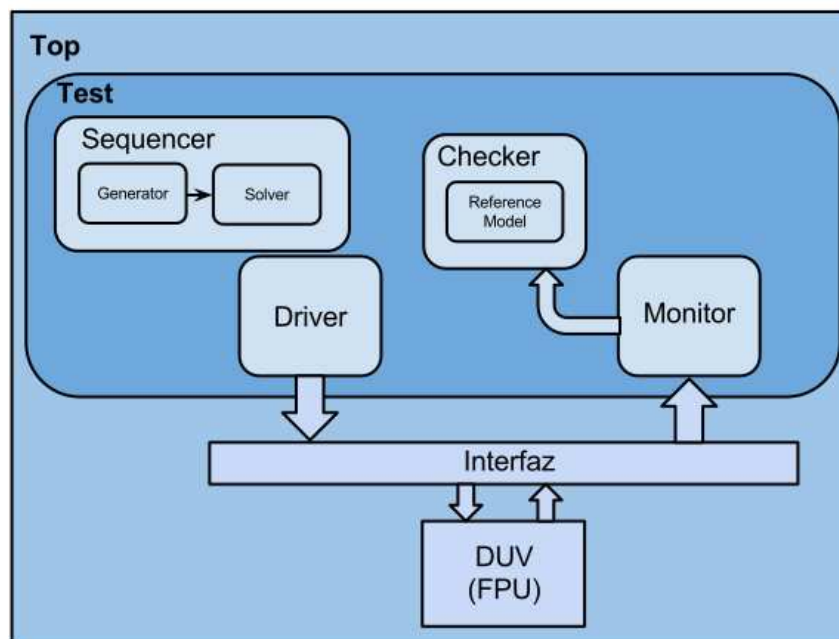 Top
Test
Sequencer
Generator
Solver
Checker
Reference
Model
Driver
Monitor
Interfaz
DUV
(FPU)